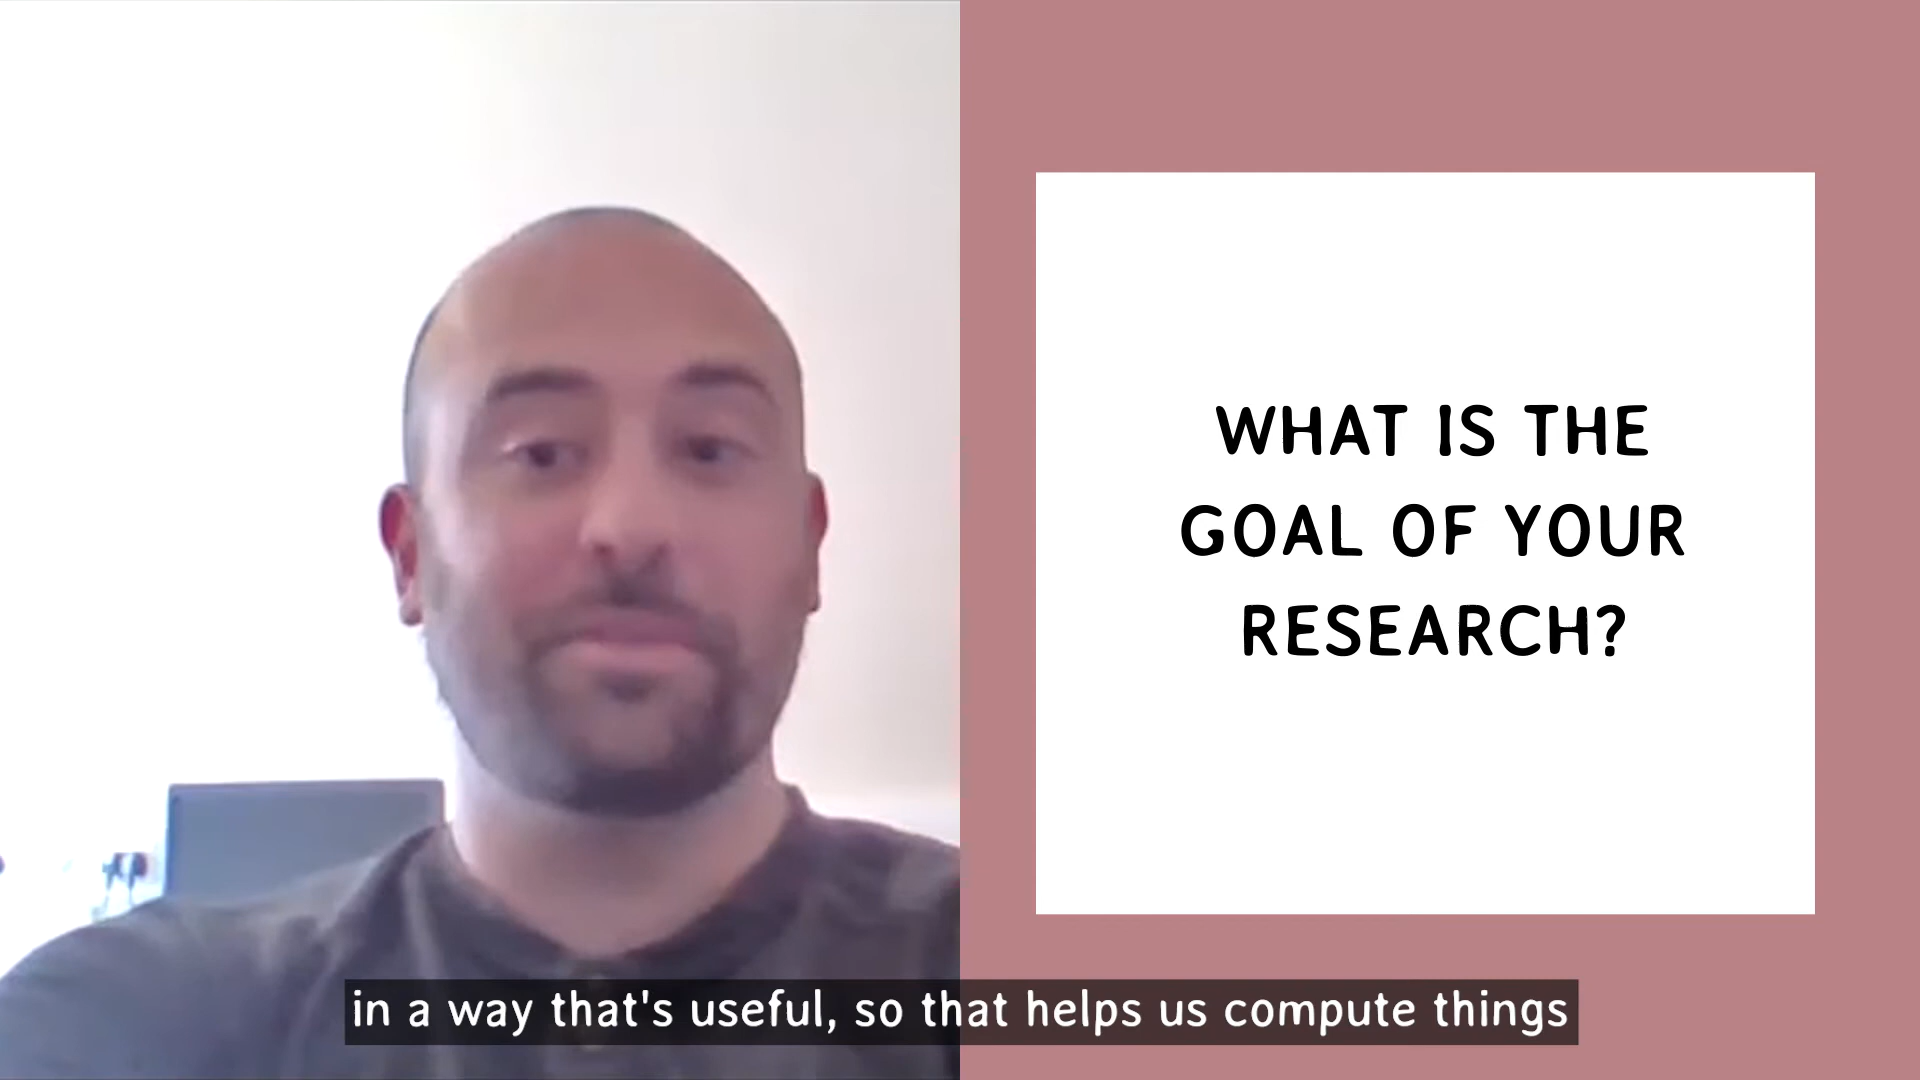 WHAT IS THE
GOAL OF YOUR
RESEARCH?
in a way that's useful, so that helps us compute things